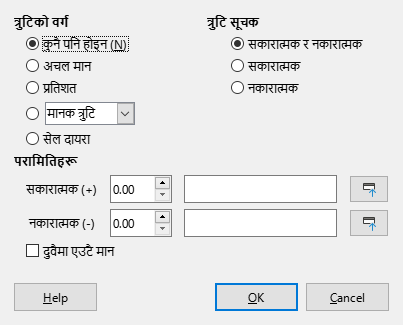 त्रुटिको वर्ग
कुनै पनि होइन (N)
अचल मान
प्रतिशत
मानक त्रुटि
सेल दायरा
त्रुटि सूचक
सकारात्मक र नकारात्मक
सकारात्मक
नकारात्मक
परामितिहरू
सकारात्मक (+) 0.00
नकारात्मक (-) 0.00
दुवैमा एउटै मान
Help OK Cancel